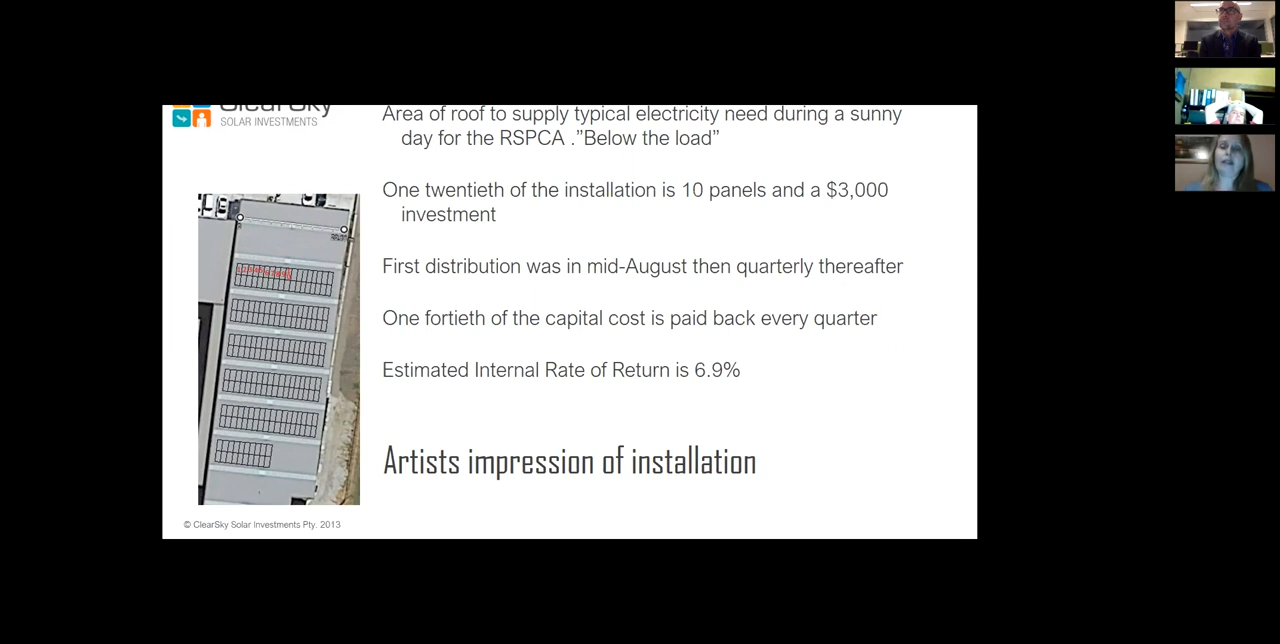 SOLAR INVESTMENTS
Area of roof to supply typical electricity need during a sunny
day for the RSPCA ."Below the load"
One twentieth of the installation is 10 panels and a $3,000
investment
First distribution was in mid-August then quarterly thereafter
One fortieth of the capital cost is paid back every quarter
Estimated Internal Rate of Return is 6.9%
Artists impression of installation
© ClearSky Solar Investments Pty. 2013